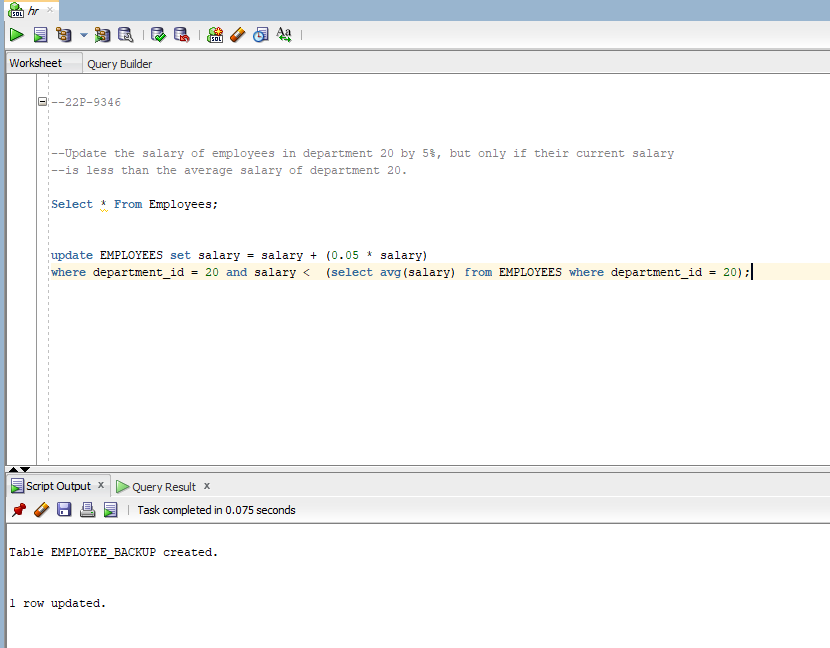 hr
Worksheet Query Builder
--22P-9346
--Update the salary of employees in department 20 by 5%, but only if their current salary
--is less than the average salary of department 20.
Select * From Employees;
update EMPLOYEES set salary = salary + (0.05 * salary)
where department_id = 20 and salary <  (select avg(salary) from EMPLOYEES where department_id = 20);
Script Output x Query Result x
Task completed in 0.075 seconds
Table EMPLOYEE_BACKUP created.
1 row updated.